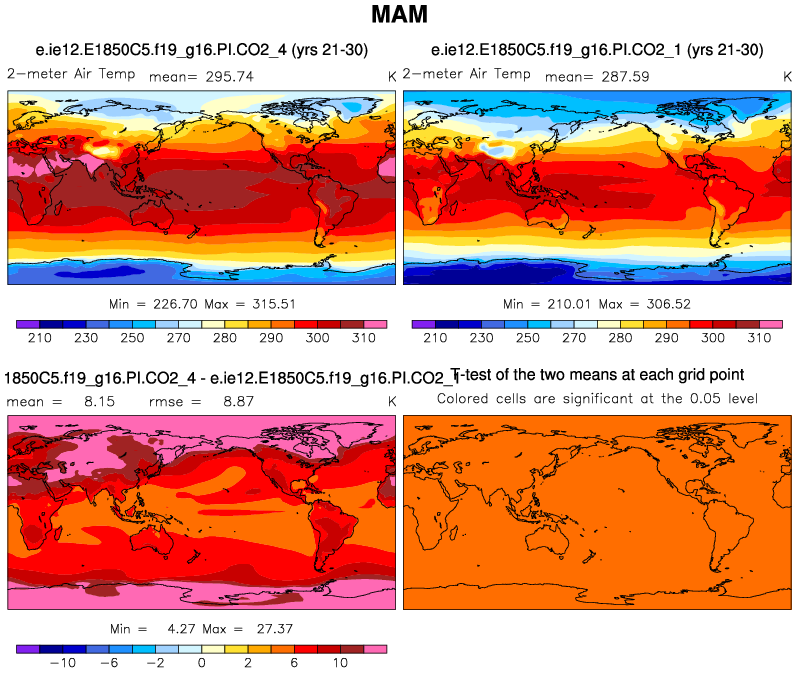 MAM
e.ie12.E1850C5.f19_g16.PI.CO2_4 (yrs 21-30)
2-meter Air Temp mean= 295.74 K
Min = 226.70 Max = 315.51
210 230 250 270 280 290 300 310
e.ie12.E1850C5.f19_g16.PI.CO2_1 (yrs 21-30)
2-meter Air Temp mean= 287.59 K
Min = 210.01 Max = 306.52
210 230 250 270 280 290 300 310
1850C5.f19_g16.PI.CO2_4 - e.ie12.E1850C5.f19_g16.PI.CO2_1
mean = 8.15 rmse = 8.87 K
Min = 4.27 Max = 27.37
-10 -6 -2 0 2 6 10
T-test of the two means at each grid point
Colored cells are significant at the 0.05 level